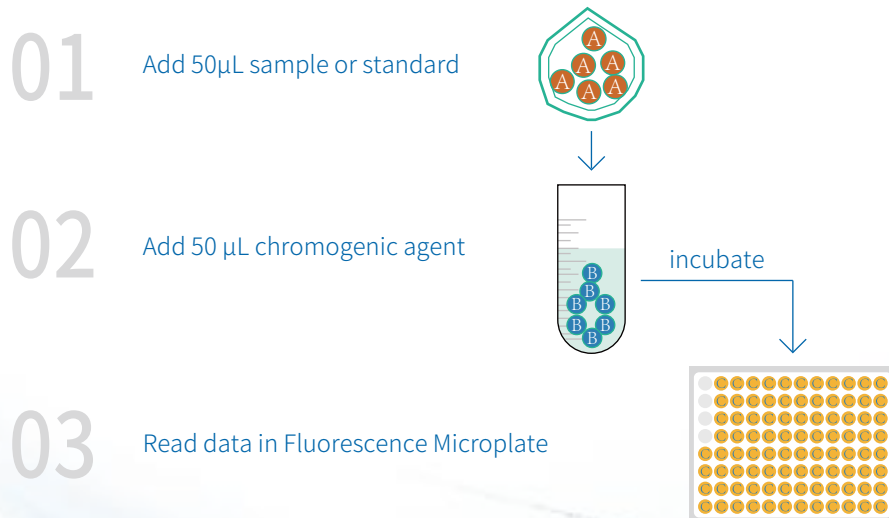 01
Add 50μL sample or standard
A
A A
A A A
02
Add 50 μL chromogenic agent
B
B
B B
B B
B
incubate
03
Read data in Fluorescence Microplate
C C C C C C C C C C C
C C C C C C C C C C C
C C C C C C C C C C C
C C C C C C C C C C C
C C C C C C C C C C C C
C C C C C C C C C C C C
C C C C C C C C C C C C
C C C C C C C C C C C C